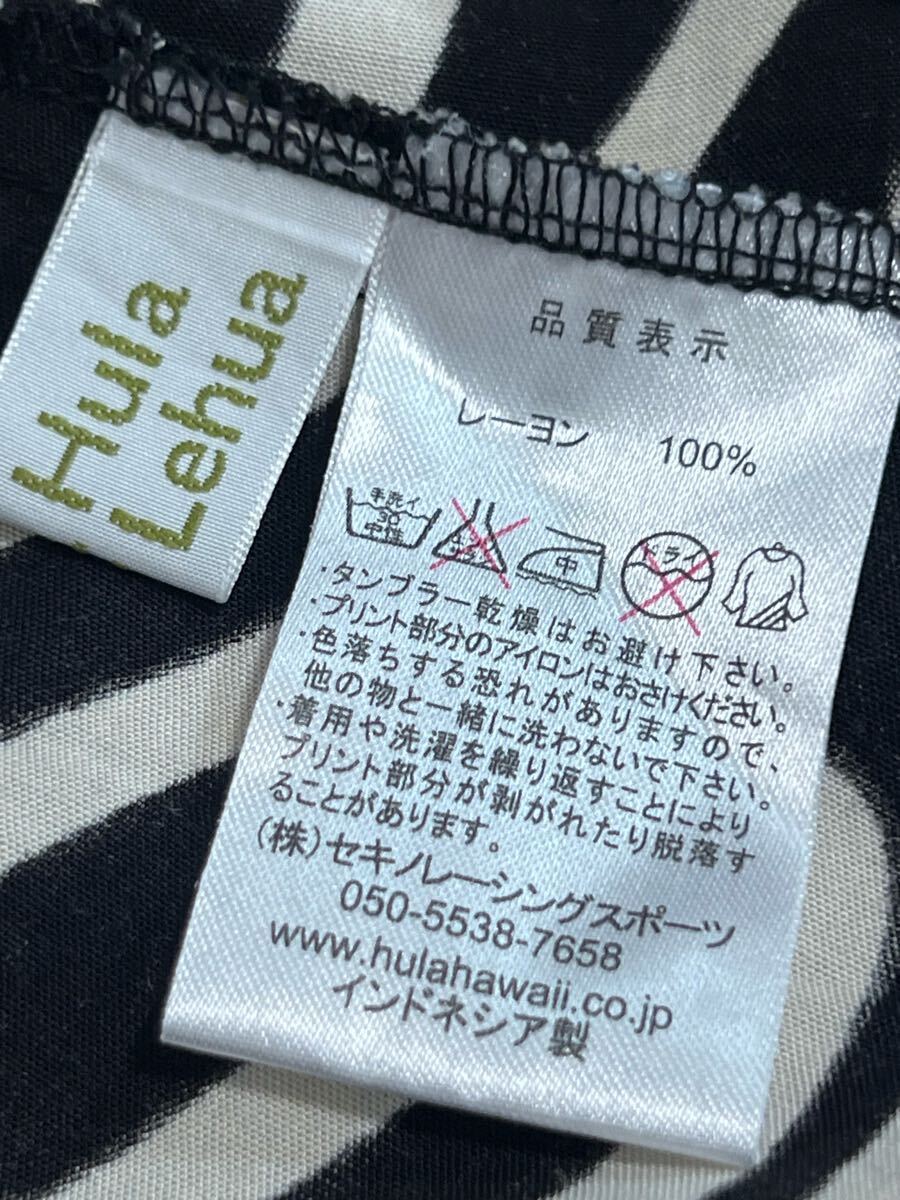 Hula
Lehua
品質表示
レーヨン 100%
手洗イ
30
中性
エンソ
サラシ
中
ドライ
・タンブラー乾燥はお避け下さい。
・プリント部分のアイロンはおさけください。
・色落ちする恐れがありますので、
他の物と一緒に洗わないで下さい。
・着用や洗濯を繰り返すことにより
プリント部分が剥がれたり脱落す
ることがあります。
(株)セキノレーシングスポーツ
050-5538-7658
www.hulahawaii.co.jp
インドネシア製